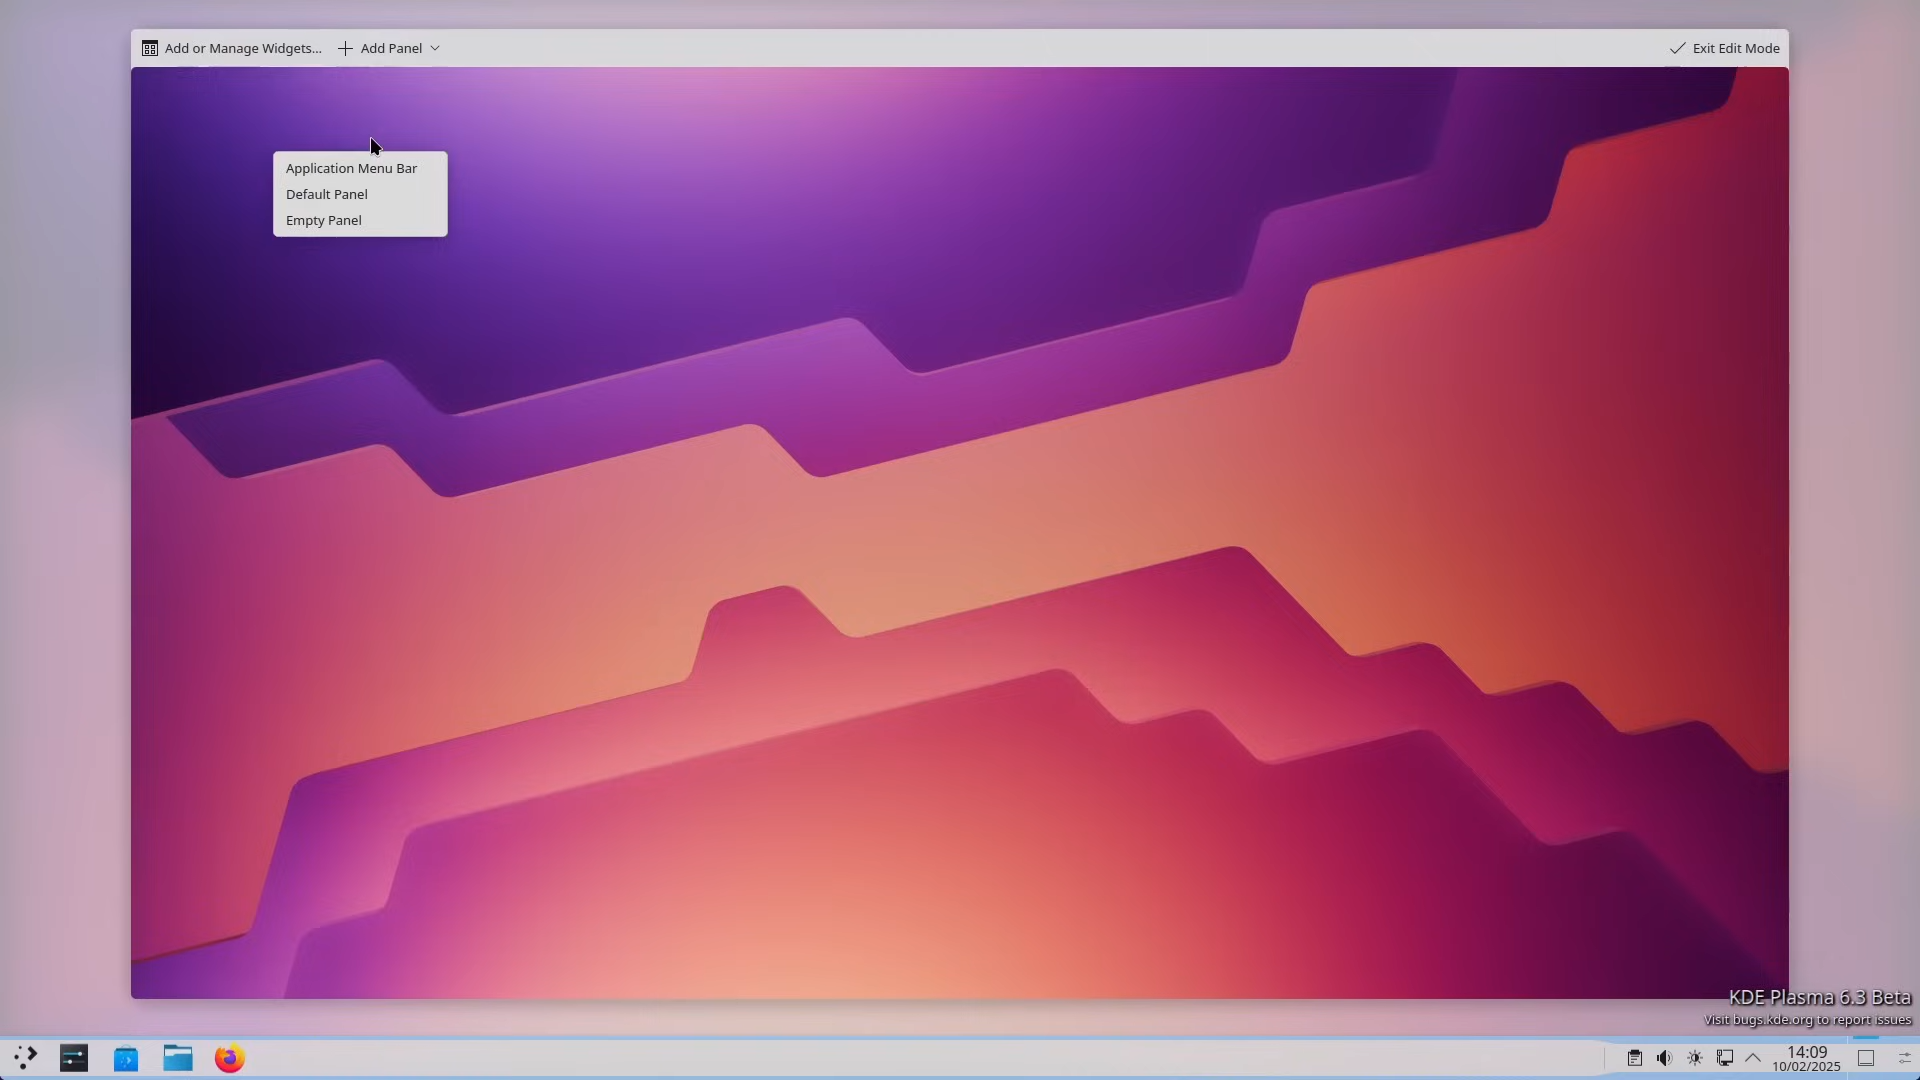 Add or Manage Widgets...
Add Panel
Exit Edit Mode
Application Menu Bar
Default Panel
Empty Panel
KDE Plasma 6.3 Beta
Visit bugs.kde.org to report issues
14:09
10/02/2025